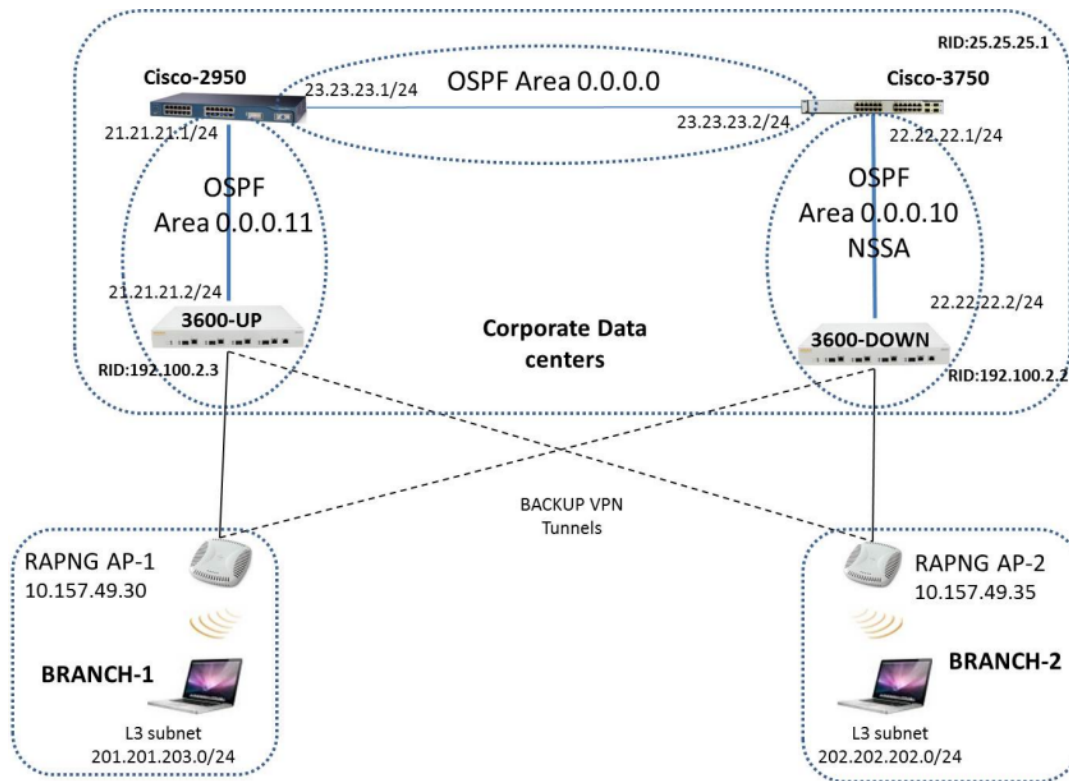 RID:25.25.25.1
Cisco-2950
OSPF Area 0.0.0.0
Cisco-3750
23.23.23.1/24
23.23.23.2/24
21.21.21.1/24
22.22.22.1/24
OSPF
Area 0.0.0.11
OSPF
Area 0.0.0.10
NSSA
21.21.21.2/24
22.22.22.2/24
3600-UP
3600-DOWN
Corporate Data
centers
RID:192.100.2.3
RID:192.100.2.2
BACKUP VPN
Tunnels
RAPNG AP-1
10.157.49.30
RAPNG AP-2
10.157.49.35
BRANCH-1
BRANCH-2
L3 subnet
201.201.203.0/24
L3 subnet
202.202.202.0/24